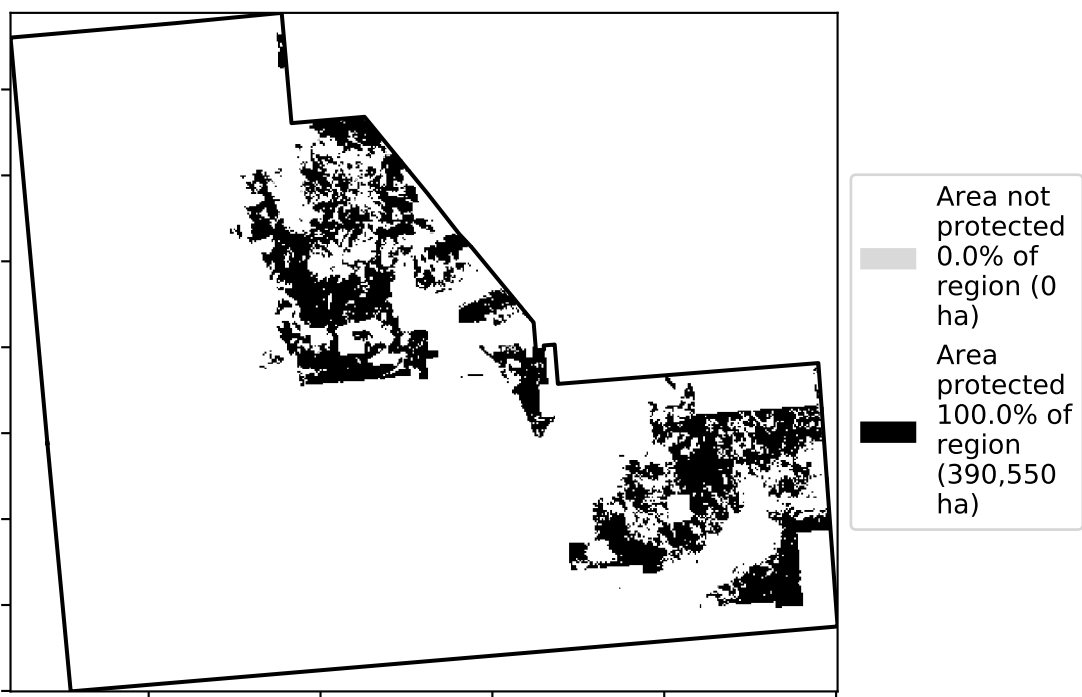 Area not
protected
0.0% of
region (0
ha)
Area
protected
100.0% of
region
(390,550
ha)